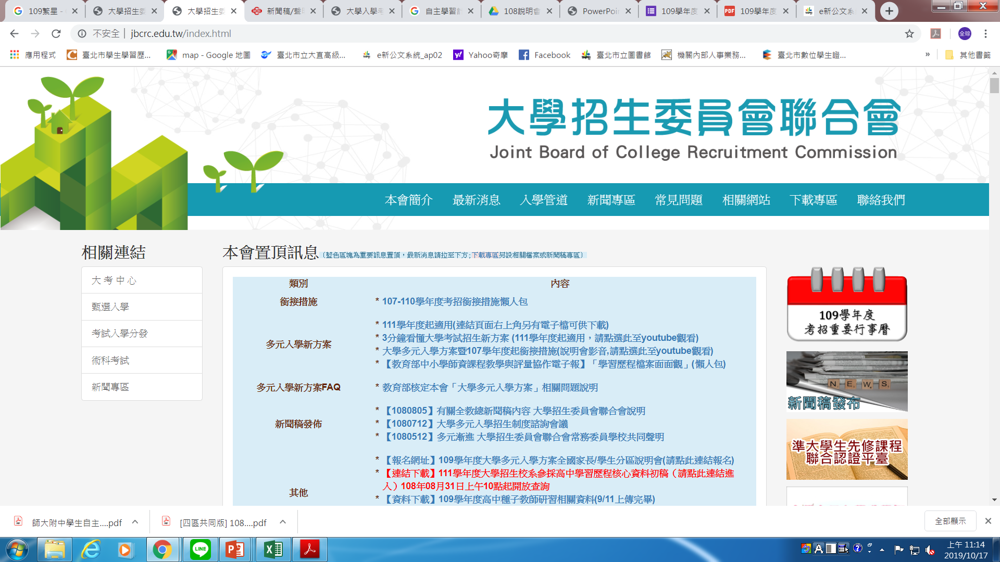 109繁星 -
大學招生委
大學招生委
新聞稿/聲明
大學入學考
自主學習計
108說明會
PowerPoin
109學年度
109學年度
e新公文系
不安全 | jbcrc.edu.tw/index.html
應用程式
臺北市學生學習歷...
map - Google 地圖
臺北市立大直高級...
e新公文系統_ap02
Yahoo奇摩
Facebook
臺北市立圖書館
機關內部人事業務...
臺北市數位學生證...
其他書籤
大學招生委員會聯合會
Joint Board of College Recruitment Commission
本會簡介
最新消息
入學管道
新聞專區
常見問題
相關網站
下載專區
聯絡我們
相關連結
大 考 中 心
甄選入學
考試入學分發
術科考試
新聞專區
本會置頂訊息 (藍色區塊為重要訊息置頂，最新消息請拉至下方;下載專區另設相關檔案或新聞稿專區)
類別 內容
銜接措施 * 107-110學年度考招銜接措施懶人包
* 111學年度起適用(連結頁面右上角另有電子檔可供下載)
* 3分鐘看懂大學考試招生新方案 (111學年度起適用，請點選此至youtube觀看)
多元入學新方案
* 大學多元入學方案暨107學年度起銜接措施(說明會影音,請點選此至youtube觀看)
* 【教育部中小學師資課程教學與評量協作電子報】「學習歷程檔案面面觀」(懶人包)
多元入學新方案FAQ * 教育部核定本會「大學多元入學方案」相關問題說明
* 【1080805】有關全教總新聞稿內容 大學招生委員會聯合會說明
新聞稿發佈 * 【1080712】大學多元入學招生制度諮詢會議
* 【1080512】多元漸進 大學招生委員會聯合會常務委員學校共同聲明
* 【報名網址】109學年度大學多元入學方案全國家長/學生分區說明會(請點此連結報名)
* 【連結下載】111學年度大學招生校系參採高中學習歷程核心資料初稿（請點此連結進
入）108年08月31日上午10點起開放查詢
其他
* 【資料下載】109學年度高中種子教師研習相關資料(9/11上傳完畢)
109學年度
考招重要行事曆
NEWS
新聞稿發布
準大學生先修課程
聯合認證平臺
師大附中學生自主....pdf
[四區共同版] 108....pdf
全部顯示
LINE
上午 11:14
2019/10/17